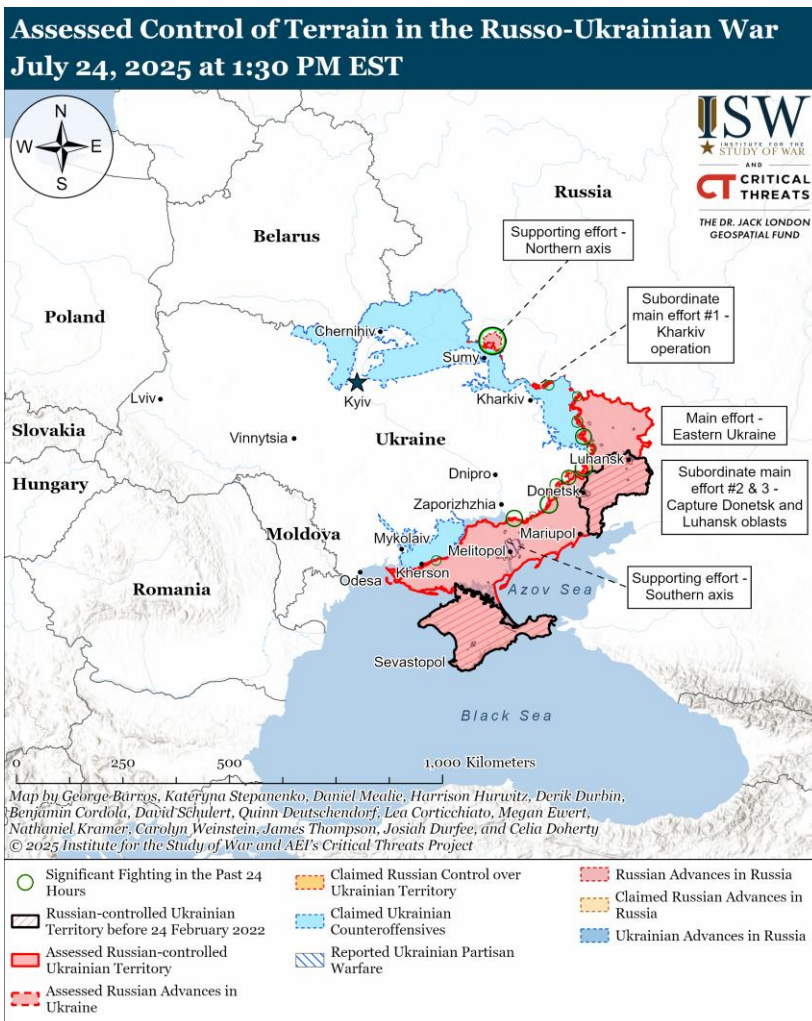 Assessed Control of Terrain in the Russo-Ukrainian War
July 24, 2025 at 1:30 PM EST
N
W
E
S
ISW
INSTITUTE FOR THE
STUDY OF WAR
AND
CT CRITICAL
THREATS
THE DR. JACK LONDON
GEOSPATIAL FUND
Russia
Belarus
Supporting effort -
Northern axis
Poland
Chernihiv
Subordinate
main effort #1 -
Kharkiv
operation
Sumy
Lviv
Kyiv
Kharkiv
Slovakia
Vinnytsia
Ukraine
Main effort -
Eastern Ukraine
Luhansk
Hungary
Dnipro
Subordinate main
effort #2 & 3 -
Capture Donetsk and
Luhansk oblasts
Donetsk
Zaporizhzhia
Moldova
Mykolaiv
Mariupol
Melitopol
Romania
Odesa
Kherson
Azov Sea
Supporting effort -
Southern axis
Sevastopol
Black Sea
0
250
500
1,000 Kilometers
Map by George Barros, Kateryna Stepanenko, Daniel Mealie, Harrison Hurwitz, Derik Durbin,
Benjamin Cordola, David Schulert, Quinn Deutschendorf, Lea Corticchiato, Megan Ewert,
Nathaniel Kramer, Carolyn Weinstein, James Thompson, Josiah Durfee, and Celia Doherty
© 2025 Institute for the Study of War and AEI's Critical Threats Project
Significant Fighting in the Past 24
Hours
Russian-controlled Ukrainian
Territory before 24 February 2022
Assessed Russian-controlled
Ukrainian Territory
Assessed Russian Advances in
Ukraine
Claimed Russian Control over
Ukrainian Territory
Claimed Ukrainian
Counteroffensives
Reported Ukrainian Partisan
Warfare
Russian Advances in Russia
Claimed Russian Advances in
Russia
Ukrainian Advances in Russia